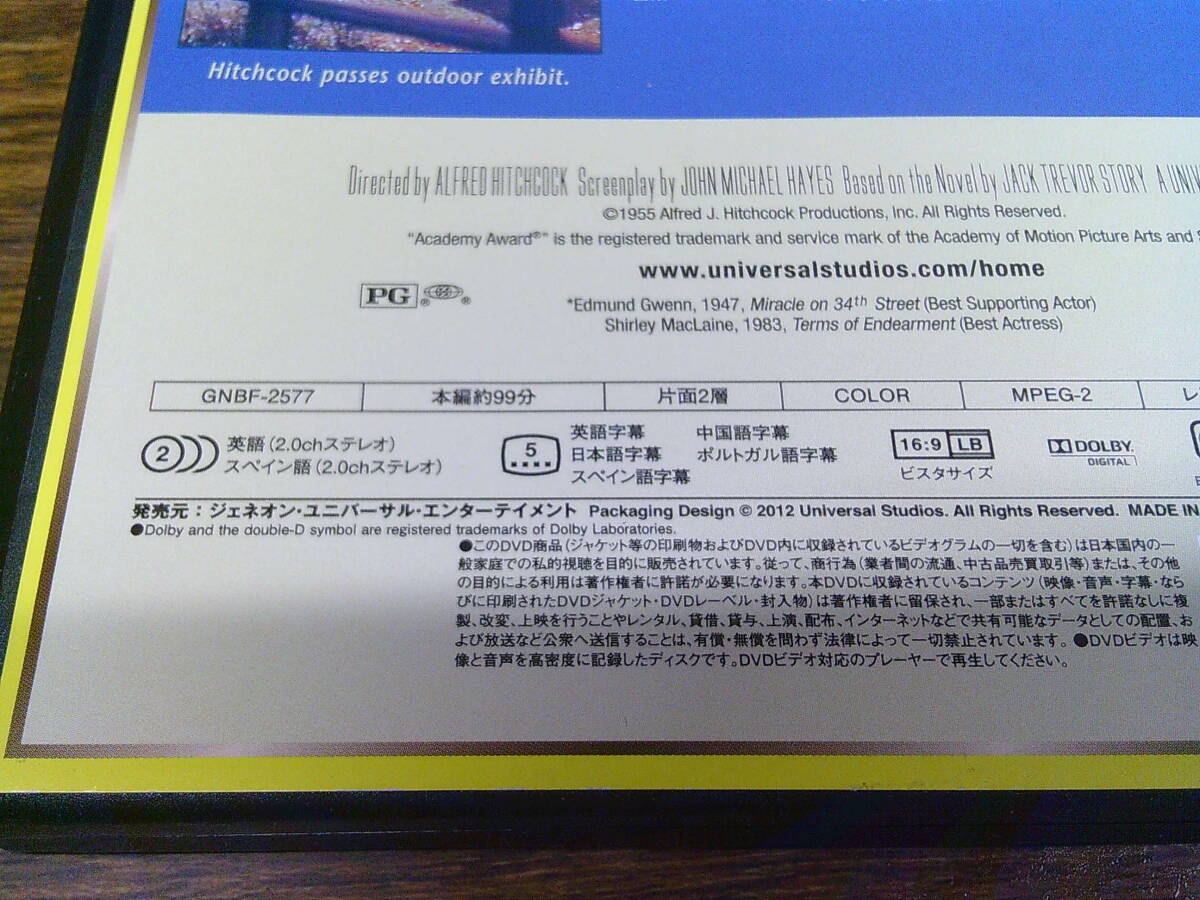 Hitchcock passes outdoor exhibit.
Directed by ALFRED HITCHCOCK Screenplay by JOHN MICHAEL HAYES Based on the Novel by JACK TREVOR STORY A UNIV
©1955 Alfred J. Hitchcock Productions, Inc. All Rights Reserved.
"Academy Award®" is the registered trademark and service mark of the Academy of Motion Picture Arts and S
www.universalstudios.com/home
PG ® ®
*Edmund Gwenn, 1947, Miracle on 34th Street (Best Supporting Actor)
Shirley MacLaine, 1983, Terms of Endearment (Best Actress)
GNBF-2577 本編約99分 片面2層 COLOR MPEG-2 レ
2 英語(2.0chステレオ)
スペイン語(2.0chステレオ)
5 英語字幕 中国語字幕
日本語字幕 ポルトガル語字幕
スペイン語字幕
16:9 LB
ビスタサイズ
DOLBY
DIGITAL
発売元:ジェネオン・ユニバーサル・エンターテイメント Packaging Design © 2012 Universal Studios. All Rights Reserved. MADE IN
●Dolby and the double-D symbol are registered trademarks of Dolby Laboratories.
●このDVD商品(ジャケット等の印刷物およびDVD内に収録されているビデオグラムの一切を含む)は日本国内の一
般家庭での私的視聴を目的に販売されています。従って、商行為(業者間の流通、中古品売買取引等)または、その他
の目的による利用は著作権者に許諾が必要になります。本DVDに収録されているコンテンツ(映像・音声・字幕・なら
びに印刷されたDVDジャケット・DVDレーベル・封入物)は著作権者に留保され、一部またはすべてを許諾なしに複
製、改変、上映を行うことやレンタル、貸借、貸与、上演、配布、インターネットなどで共有可能なデータとしての配置、お
よび放送など公衆へ送信することは、有償・無償を問わず法律によって一切禁止されています。●DVDビデオは映
像と音声を高密度に記録したディスクです。DVDビデオ対応のプレーヤーで再生してください。